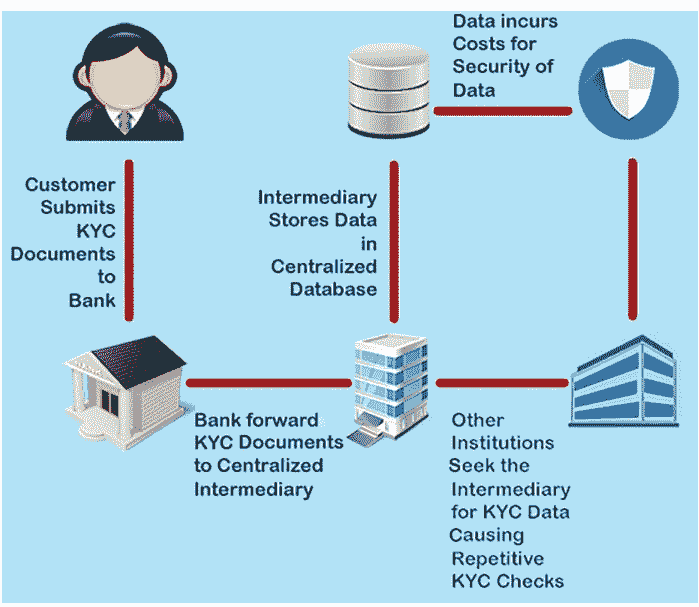 Data incurs
Costs for
Security of
Data
Customer
Submits
KYC
Documents
to
Bank
Intermediary
Stores Data
in
Centralized
Database
Bank forward
KYC Documents
to Centralized
Intermediary
Other
Institutions
Seek the
Intermediary
for KYC Data
Causing
Repetitive
KYC Checks